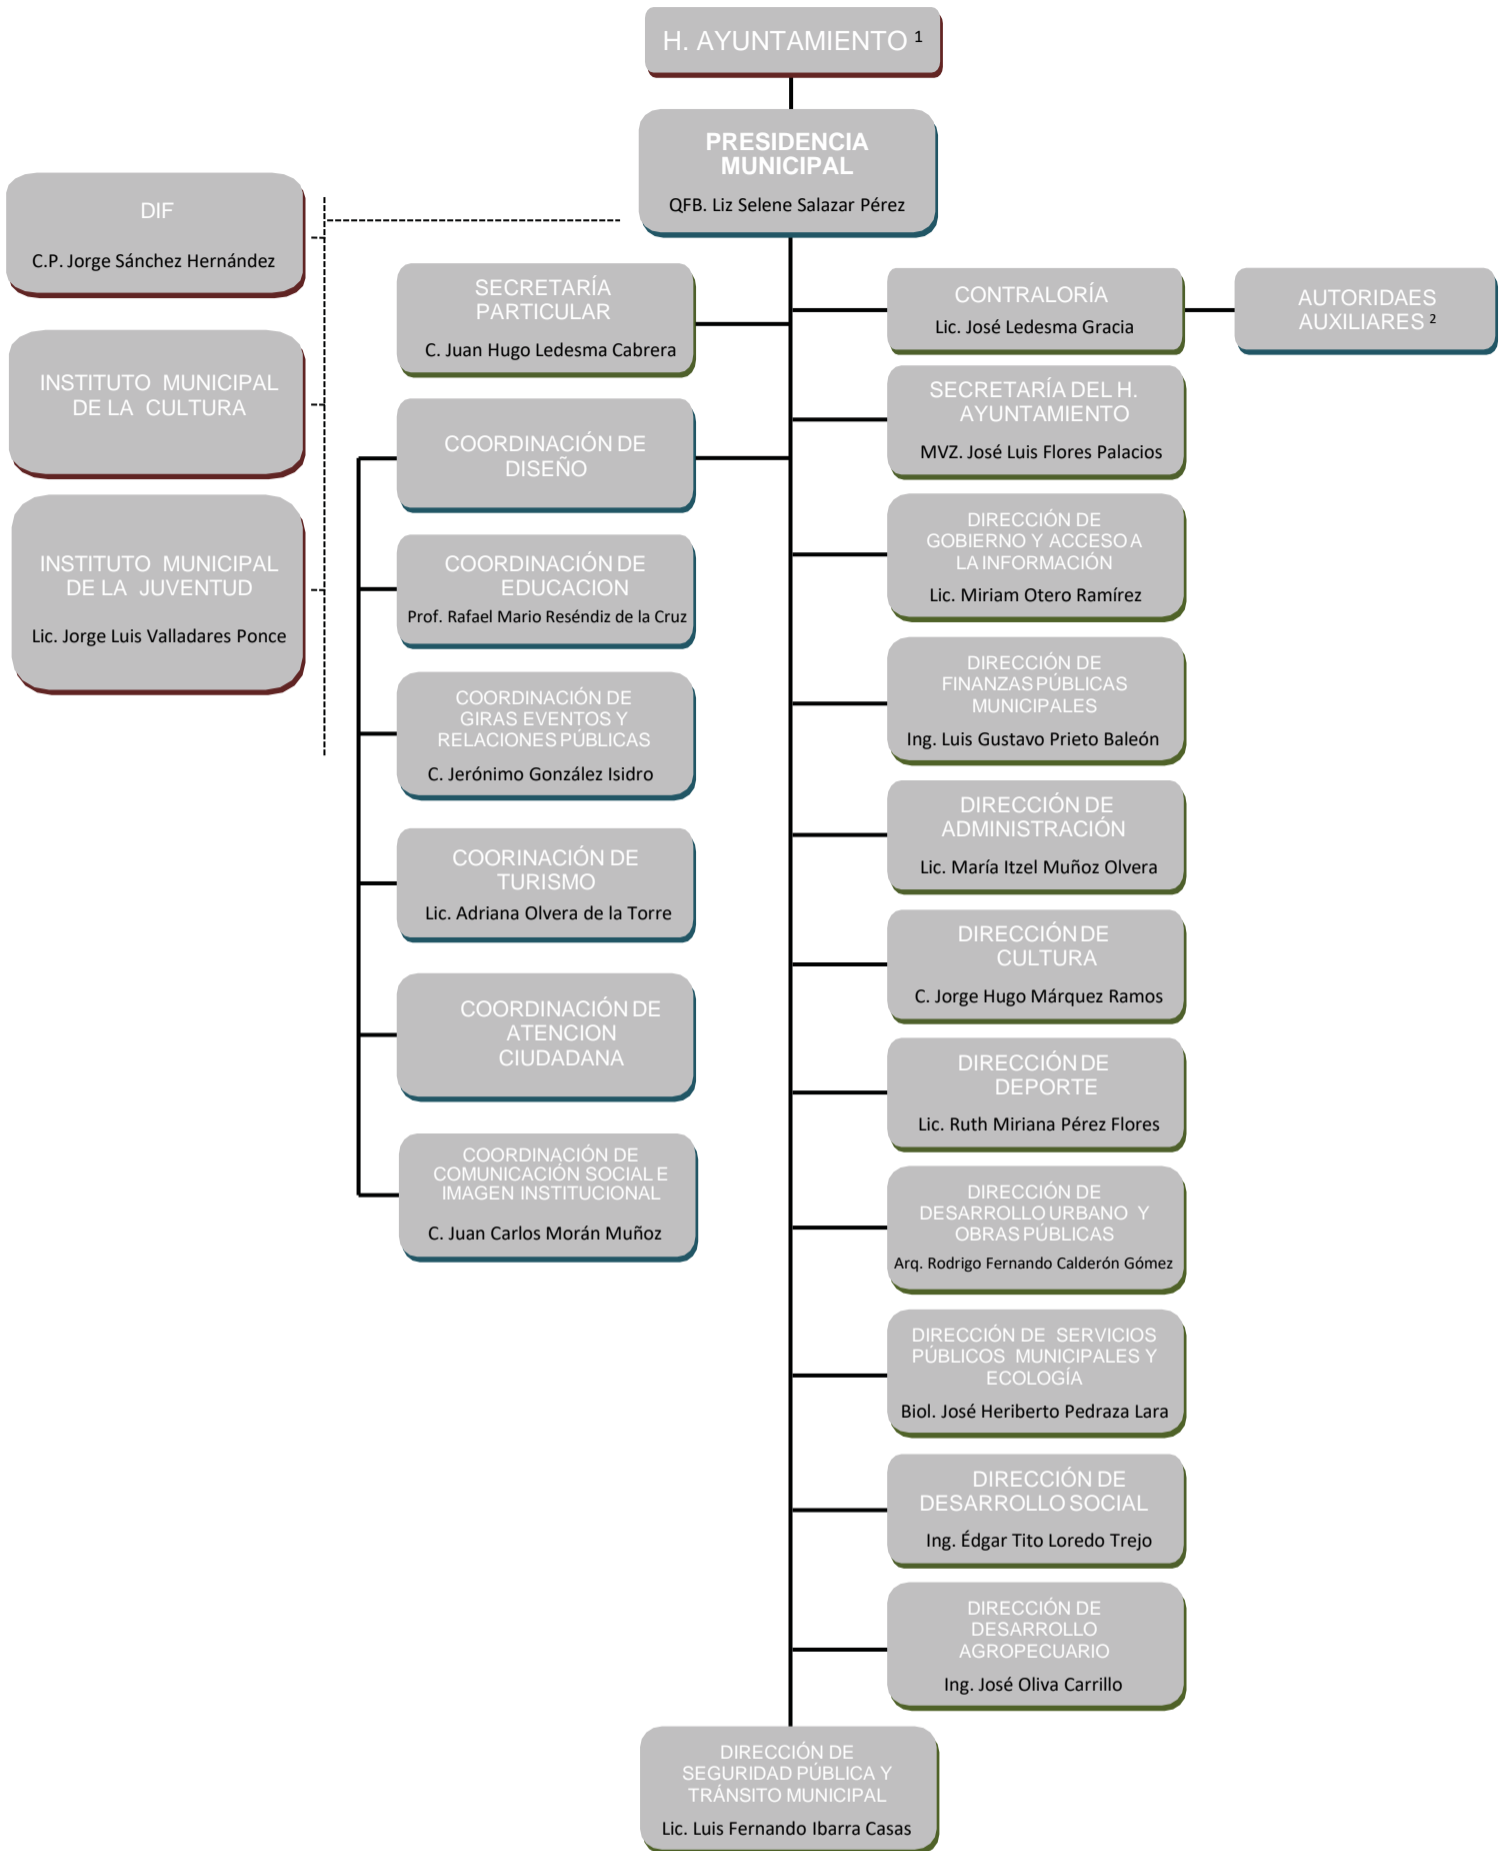 H. AYUNTAMIENTO 1
PRESIDENCIA
MUNICIPAL
QFB. Liz Selene Salazar Pérez
DIF
C.P. Jorge Sánchez Hernández
INSTITUTO MUNICIPAL
DE LA CULTURA
INSTITUTO MUNICIPAL
DE LA JUVENTUD
Lic. Jorge Luis Valladares Ponce
SECRETARÍA
PARTICULAR
C. Juan Hugo Ledesma Cabrera
COORDINACIÓN DE
DISEÑO
COORDINACIÓN DE
EDUCACION
Prof. Rafael Mario Reséndiz de la Cruz
COORDINACIÓN DE
GIRAS EVENTOS Y
RELACIONES PÚBLICAS
C. Jerónimo González Isidro
COORINACIÓN DE
TURISMO
Lic. Adriana Olvera de la Torre
COORDINACIÓN DE
ATENCION
CIUDADANA
COORDINACIÓN DE
COMUNICACIÓN SOCIAL E
IMAGEN INSTITUCIONAL
C. Juan Carlos Morán Muñoz
CONTRALORÍA
Lic. José Ledesma Gracia
AUTORIDAES
AUXILIARES 2
SECRETARÍA DEL H.
AYUNTAMIENTO
MVZ. José Luis Flores Palacios
DIRECCIÓN DE
GOBIERNO Y ACCESO A
LA INFORMACIÓN
Lic. Miriam Otero Ramírez
DIRECCIÓN DE
FINANZAS PÚBLICAS
MUNICIPALES
Ing. Luis Gustavo Prieto Baleón
DIRECCIÓN DE
ADMINISTRACIÓN
Lic. María Itzel Muñoz Olvera
DIRECCIÓN DE
CULTURA
C. Jorge Hugo Márquez Ramos
DIRECCIÓN DE
DEPORTE
Lic. Ruth Miriana Pérez Flores
DIRECCIÓN DE
DESARROLLO URBANO Y
OBRAS PÚBLICAS
Arq. Rodrigo Fernando Calderón Gómez
DIRECCIÓN DE SERVICIOS
PÚBLICOS MUNICIPALES Y
ECOLOGÍA
Biol. José Heriberto Pedraza Lara
DIRECCIÓN DE
DESARROLLO SOCIAL
Ing. Édgar Tito Loredo Trejo
DIRECCIÓN DE
DESARROLLO
AGROPECUARIO
Ing. José Oliva Carrillo
DIRECCIÓN DE
SEGURIDAD PÚBLICA Y
TRÁNSITO MUNICIPAL
Lic. Luis Fernando Ibarra Casas